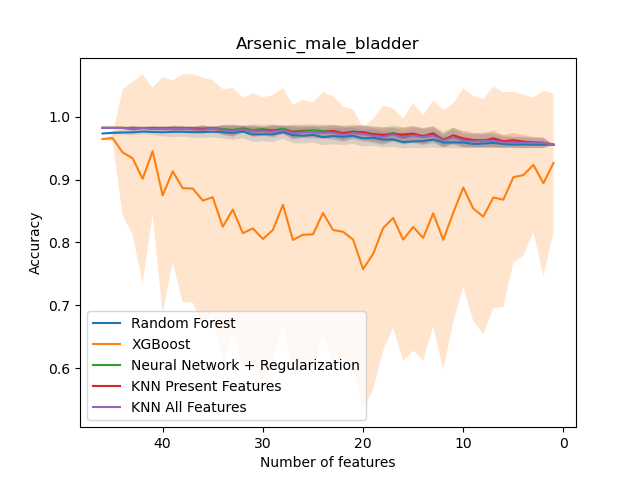 Arsenic_male_bladder
Accuracy
1.0
0.9
0.8
0.7
0.6
Random Forest
XGBoost
Neural Network + Regularization
KNN Present Features
KNN All Features
40
30
20
10
0
Number of features